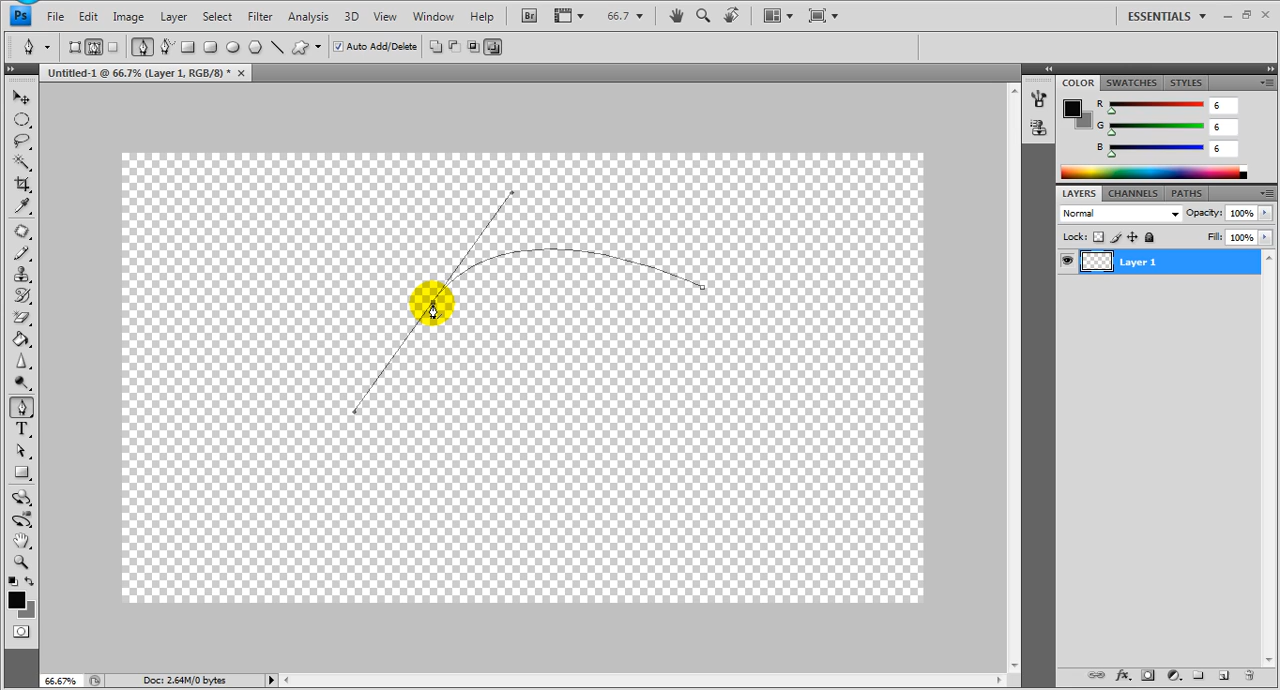 Ps File Edit Image Layer Select Filter Analysis 3D View Window Help Br 66.7 ESSENTIALS
Auto Add/Delete
Untitled-1 @ 66.7% (Layer 1, RGB/8) *
COLOR SWATCHES STYLES
R 6
G 6
B 6
LAYERS CHANNELS PATHS
Normal Opacity: 100%
Lock: Fill: 100%
Layer 1
T
66.67% Doc: 2.64M/0 bytes fx